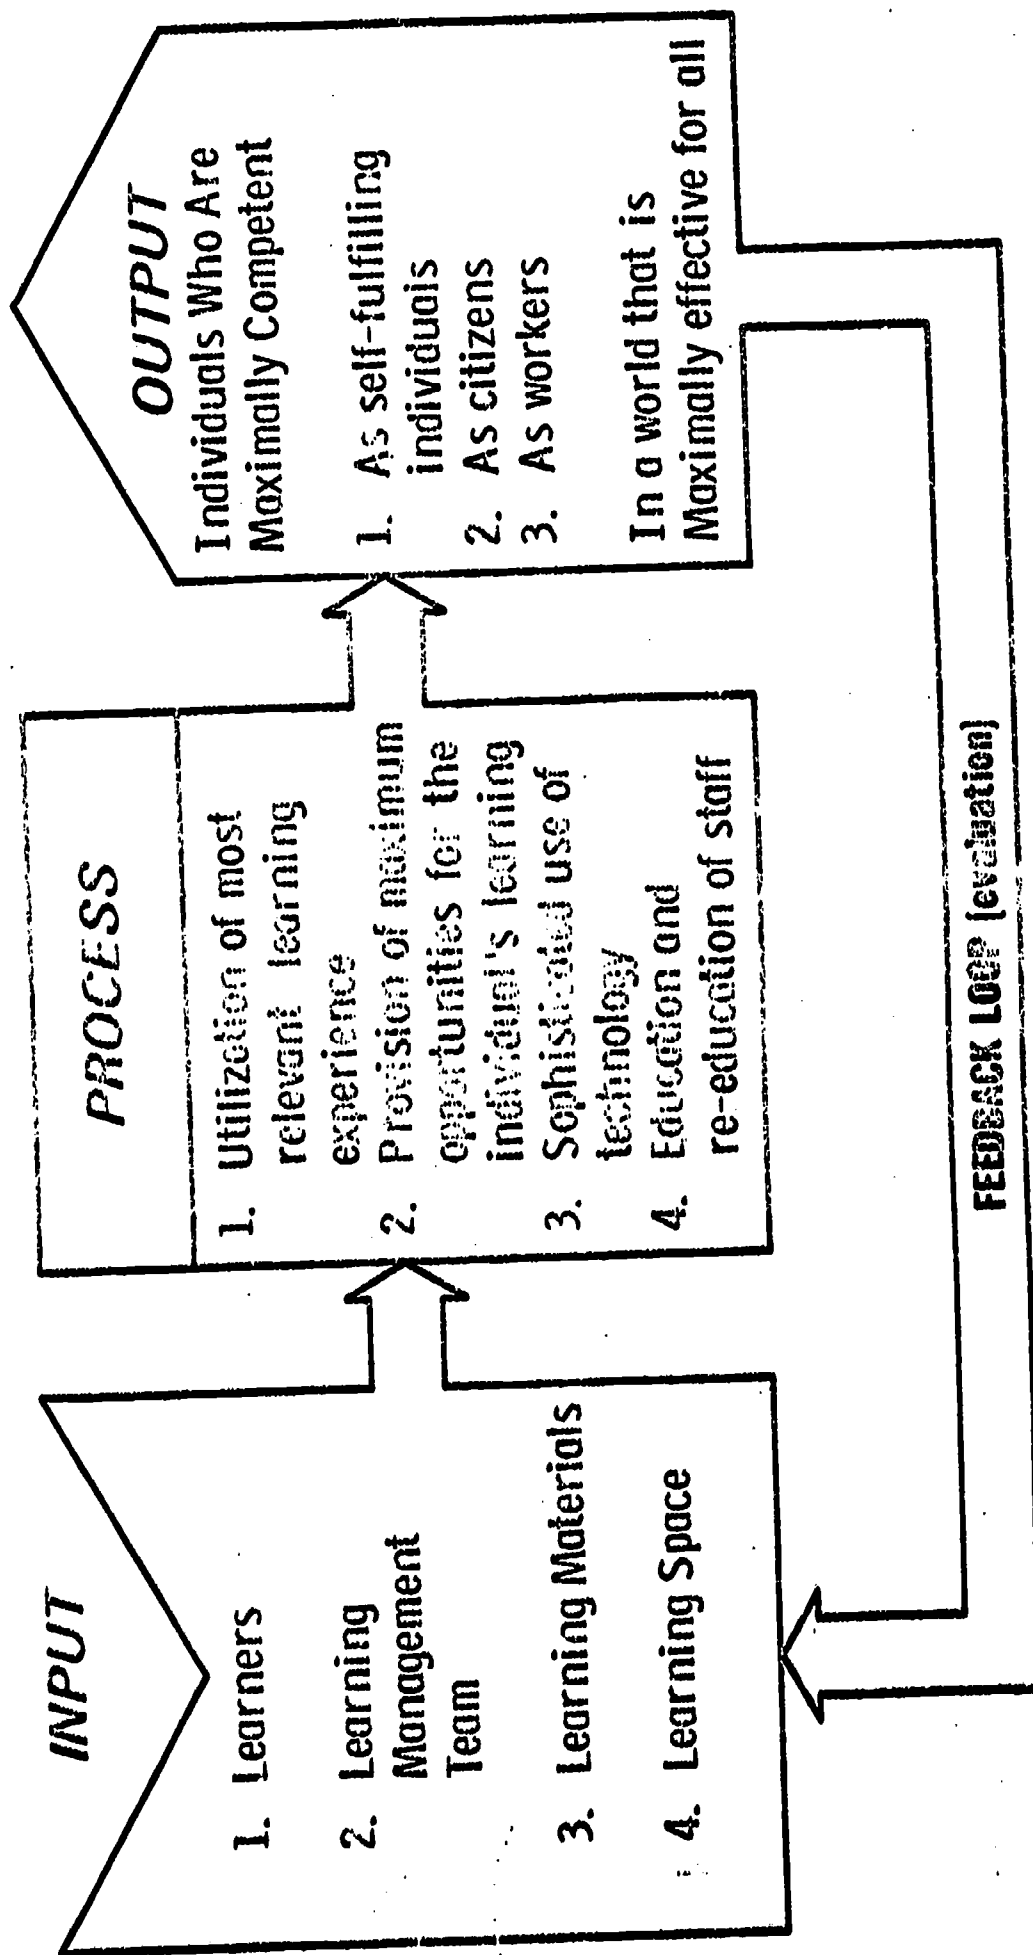 INPUT
1. Learners
2. Learning
Management
Team
3. Learning Materials
4. Learning Space
PROCESS
1. Utilization of most
relevant learning
experience
2. Provision of maximum
opportunities for the
individual's learning
3. Sophisticated use of
technology
4. Education and
re-education of staff
OUTPUT
Individuals Who Are
Maximally Competent
1. As self-fulfilling
individuals
2. As citizens
3. As workers
In a world that is
Maximally effective for all
FEEDBACK LOOP (evaluation)